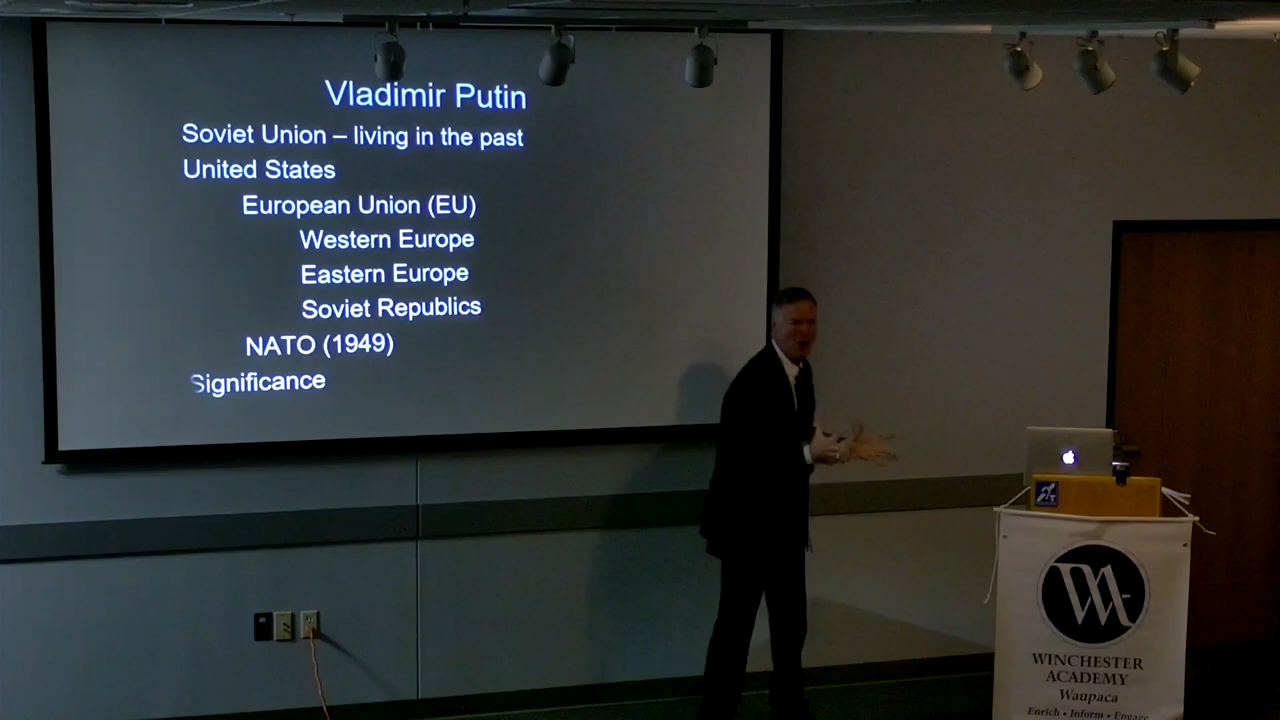 Vladimir Putin
Soviet Union – living in the past
United States
European Union (EU)
Western Europe
Eastern Europe
Soviet Republics
NATO (1949)
Significance
WINCHESTER
ACADEMY
Waupaca
Enrich • Inform • Engage